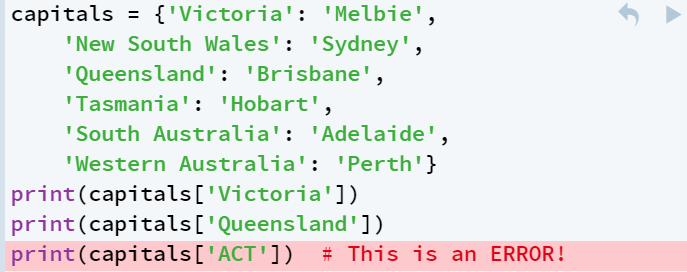 capitals = {'Victoria': 'Melbie',
    'New South Wales': 'Sydney',
    'Queensland': 'Brisbane',
    'Tasmania': 'Hobart',
    'South Australia': 'Adelaide',
    'Western Australia': 'Perth'}
print(capitals['Victoria'])
print(capitals['Queensland'])
print(capitals['ACT'])  # This is an ERROR!